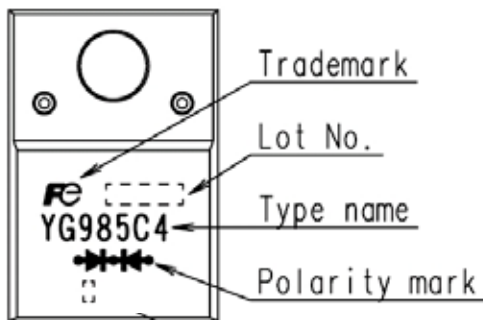 Trademark
Lot No.
Fe
YG985C4
Type name
Polarity mark